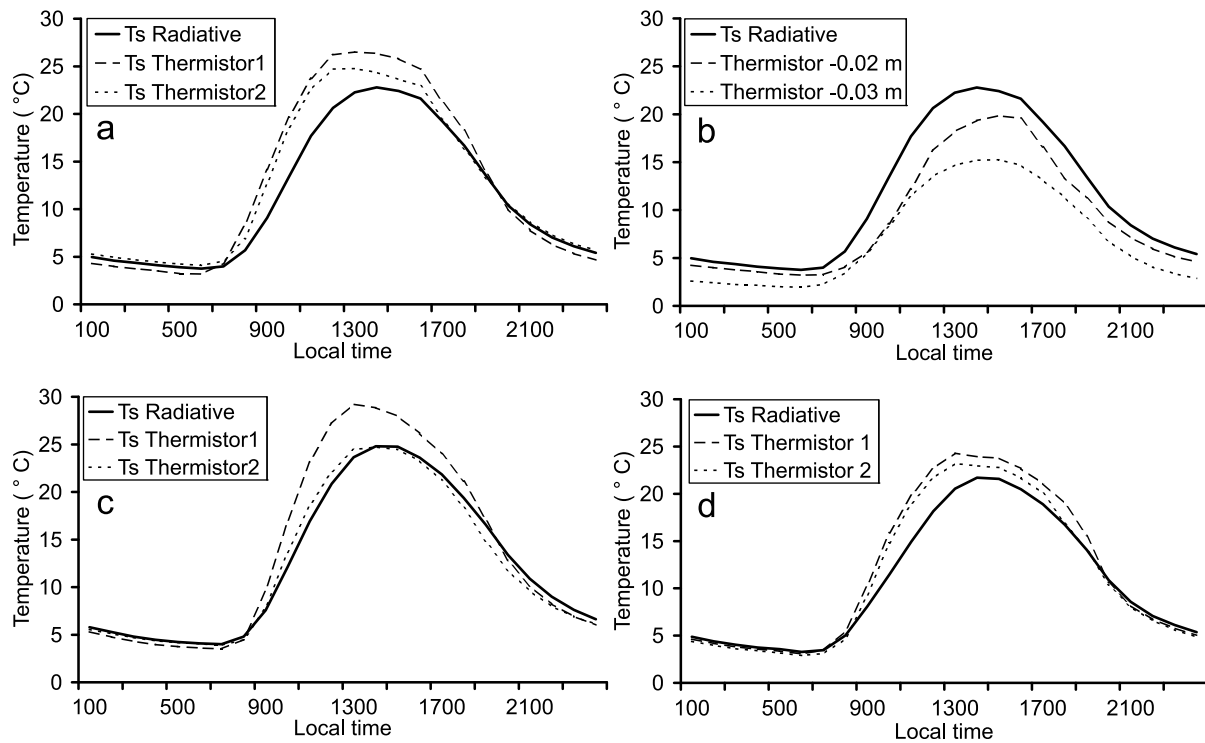 30
25
20
15
10
5
0
Temperature ( °C)
Ts Radiative
Ts Thermistor1
Ts Thermistor2
a
100 500 900 1300 1700 2100
Local time
30
25
20
15
10
5
0
Temperature ( ° C)
Ts Radiative
Thermistor -0.02 m
Thermistor -0.03 m
b
100 500 900 1300 1700 2100
Local time
30
25
20
15
10
5
0
Temperature ( ° C)
Ts Radiative
Ts Thermistor1
Ts Thermistor2
c
100 500 900 1300 1700 2100
Local time
30
25
20
15
10
5
0
Temperature ( ° C)
Ts Radiative
Ts Thermistor 1
Ts Thermistor 2
d
100 500 900 1300 1700 2100
Local time